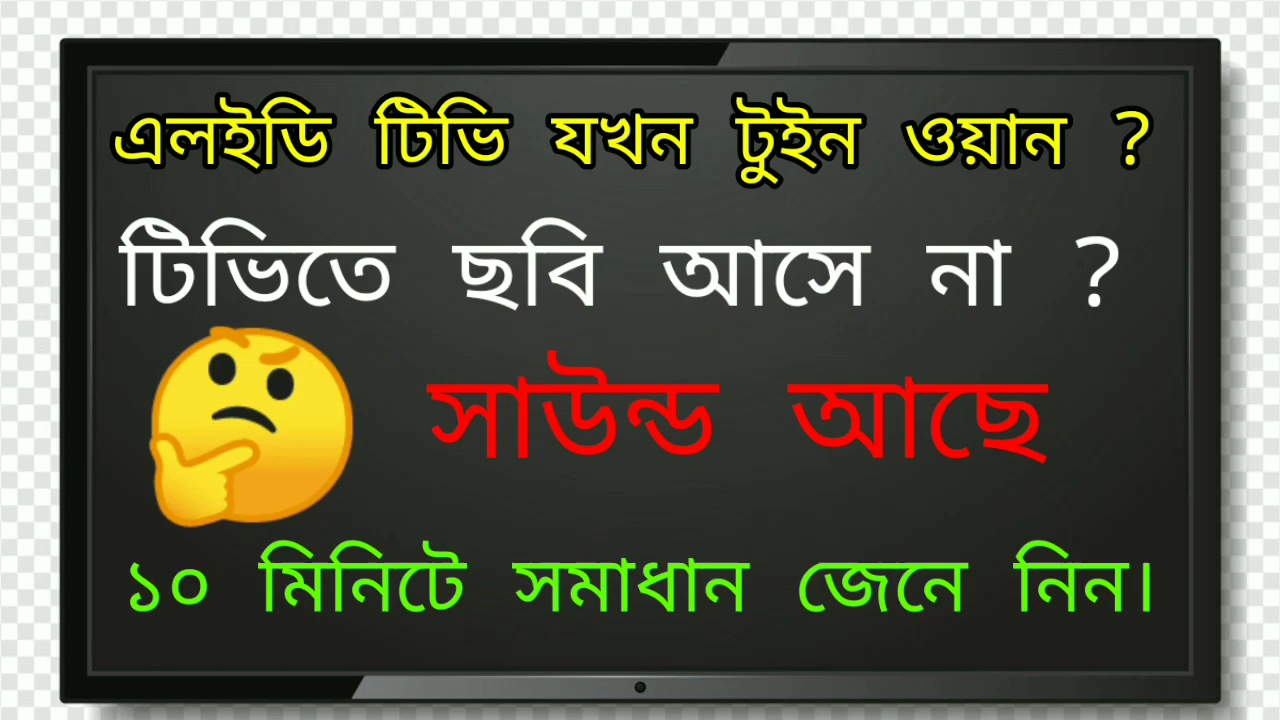 এলইডি টিভি যখন টুইন ওয়ান ?
টিভিতে ছবি আসে না ?
সাউন্ড আছে
১০ মিনিটে সমাধান জেনে নিন।